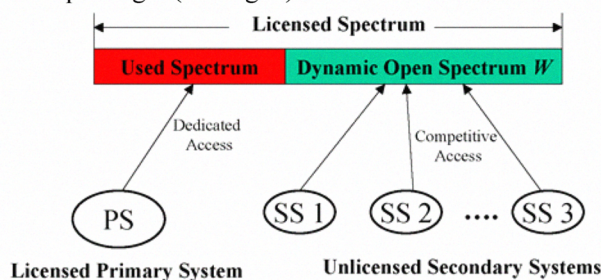 Licensed Spectrum
Used Spectrum
Dynamic Open Spectrum W
Dedicated
Access
Competitive
Access
PS
SS 1
SS 2
....
SS 3
Licensed Primary System
Unlicensed Secondary Systems